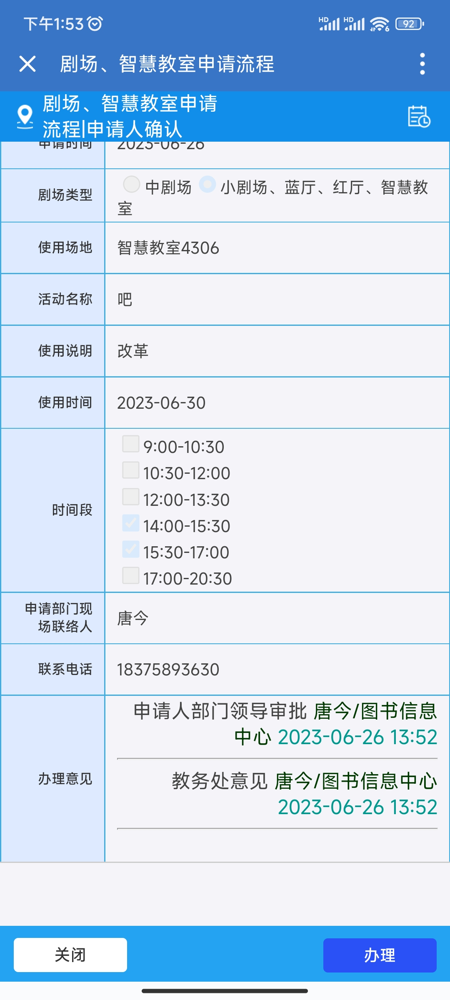 下午1:53
HD HD 6 92
剧场、智慧教室申请流程
剧场、智慧教室申请
流程|申请人确认
申请时间 2023-06-26
剧场类型 中剧场 小剧场、蓝厅、红厅、智慧教
室
使用场地 智慧教室4306
活动名称 吧
使用说明 改革
使用时间 2023-06-30
时间段
9:00-10:30
10:30-12:00
12:00-13:30
14:00-15:30
15:30-17:00
17:00-20:30
申请部门现
场联络人
唐今
联系电话 18375893630
办理意见
申请人部门领导审批 唐今/图书信息
中心 2023-06-26 13:52
教务处意见 唐今/图书信息中心
2023-06-26 13:52
关闭
办理